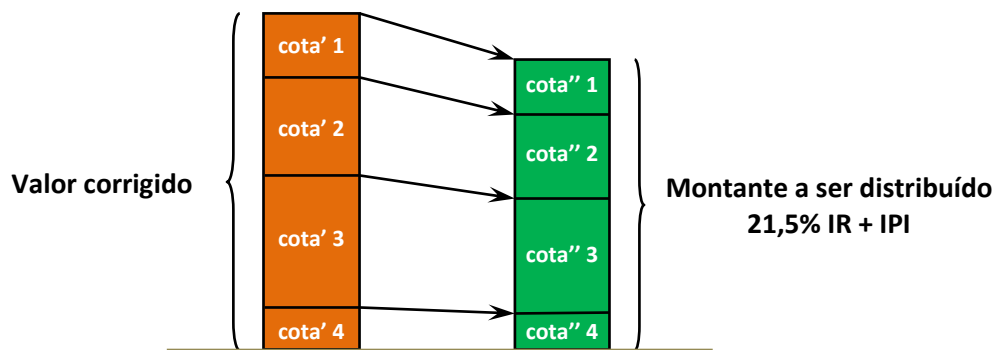 Valor corrigido
cota’ 1
cota’ 2
cota’ 3
cota’ 4
cota’’ 1
cota’’ 2
cota’’ 3
cota’’ 4
Montante a ser distribuído
21,5% IR + IPI